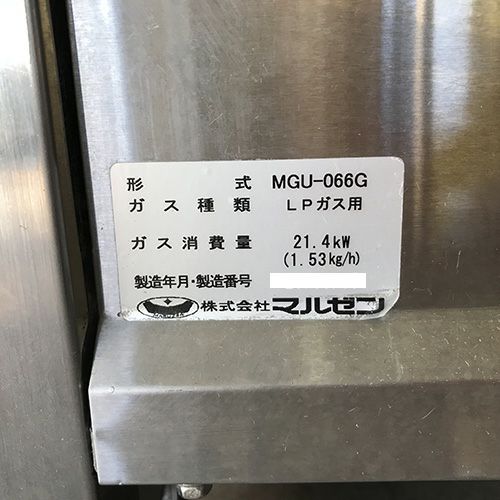 形式 MGU-066G
ガス種類 LPガス用
ガス消費量 21.4kW
(1.53kg/h)
製造年月・製造番号
株式会社マルゼン